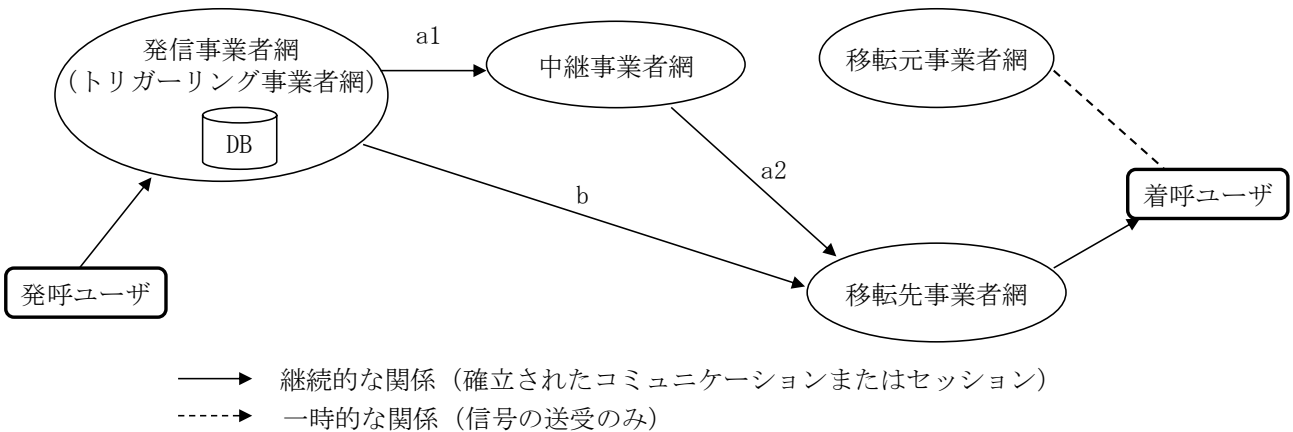 発信事業者網
(トリガーリング事業者網)
DB
a1
中継事業者網
移転元事業者網
a2
b
着呼ユーザ
発呼ユーザ
移転先事業者網
継続的な関係（確立されたコミュニケーションまたはセッション）
一時的な関係（信号の送受のみ）